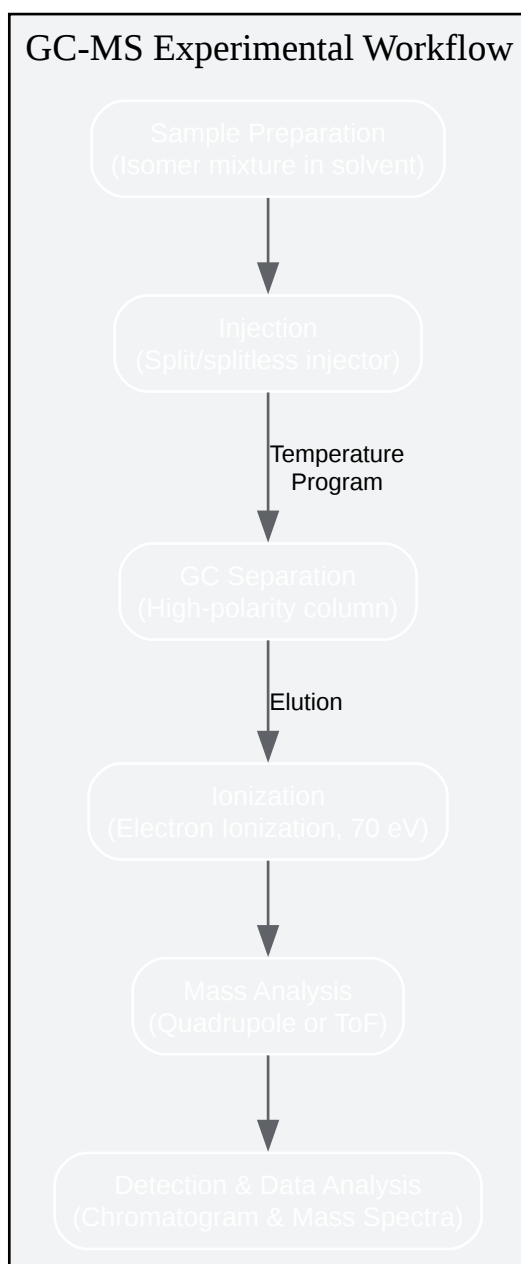 GC-MS Experimental Workflow
Sample Preparation
(Isomer mixture in solvent)
Injection
(Split/splitless injector)
Temperature
Program
GC Separation
(High-polarity column)
Elution
Ionization
(Electron Ionization, 70 eV)
Mass Analysis
(Quadrupole or ToF)
Detection & Data Analysis
(Chromatogram & Mass Spectra)